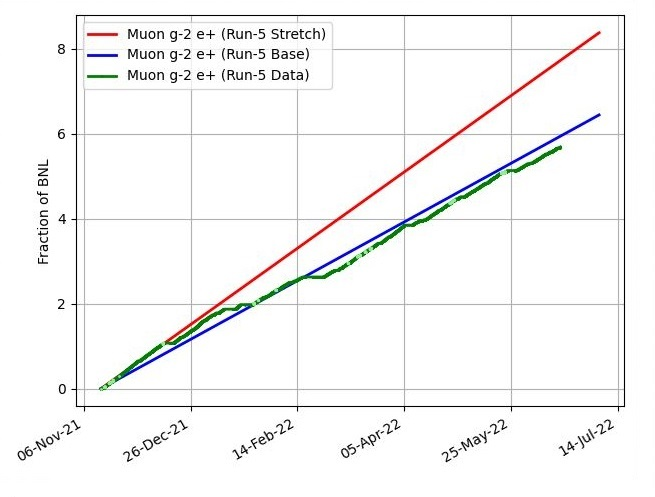 Muon g-2 e+ (Run-5 Stretch)
Muon g-2 e+ (Run-5 Base)
Muon g-2 e+ (Run-5 Data)
Fraction of BNL
8
6
4
2
0
06-Nov-21
26-Dec-21
14-Feb-22
05-Apr-22
25-May-22
14-Jul-22